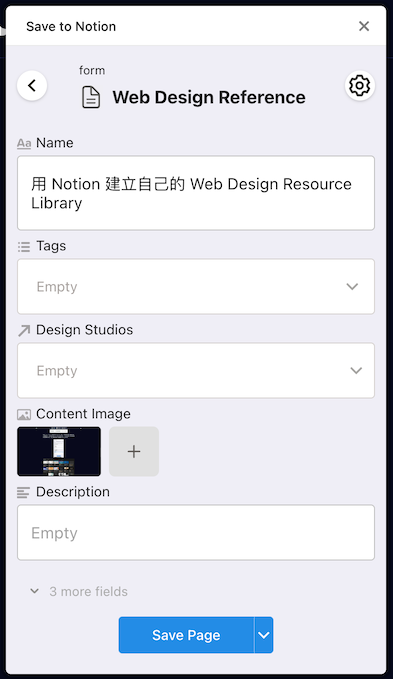 Save to Notion
form
Web Design Reference
Aa Name
用 Notion 建立自己的 Web Design Resource
Library
Tags
Empty
Design Studios
Empty
Content Image
Description
Empty
3 more fields
Save Page